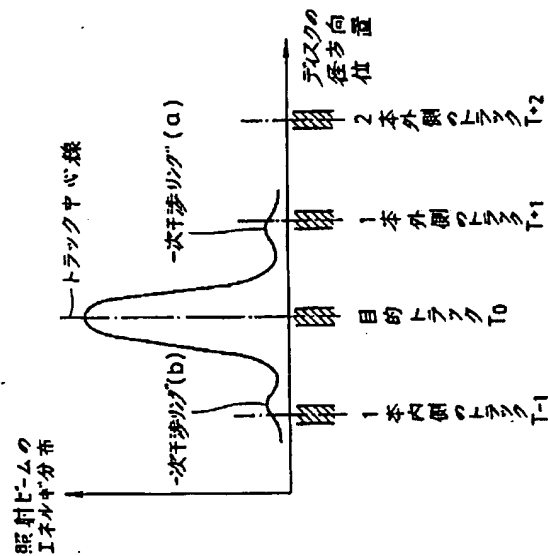 照射ビームの
エネルギ分布
トラック中心線
一次干渉リング(a)
一次干渉リング(b)
ディスクの
径方向
位置
1本内側のトラック T-1
目的トラック T0
1本外側のトラック T+1
2本外側のトラック T+2